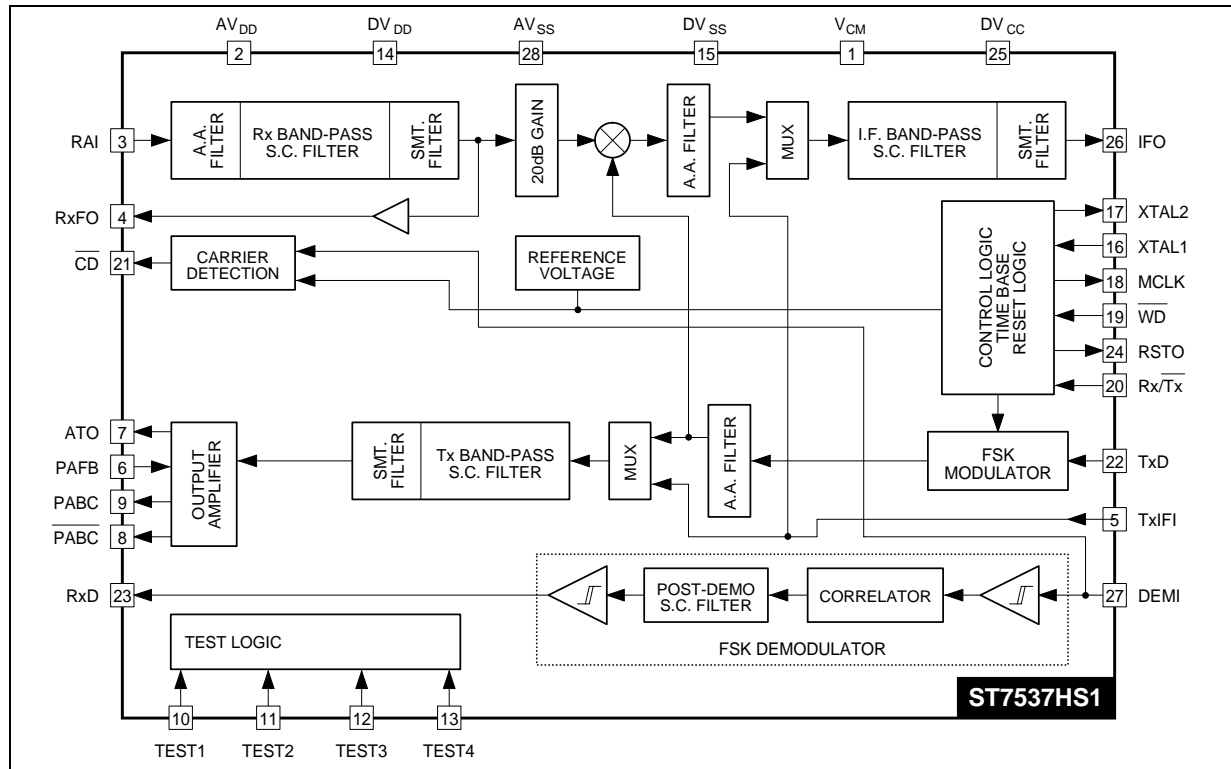 AVDD DVDD AVSS DVSS VCM DVCC
2 14 28 15 1 25
RAI 3
A.A. FILTER
Rx BAND-PASS S.C. FILTER
SMT. FILTER
20dB GAIN
A.A. FILTER
MUX
I.F. BAND-PASS S.C. FILTER
SMT. FILTER
26 IFO
RxFO 4
CD 21
CARRIER DETECTION
REFERENCE VOLTAGE
CONTROL LOGIC
TIME BASE
RESET LOGIC
17 XTAL2
16 XTAL1
18 MCLK
19 WD
24 RSTO
20 Rx/Tx
ATO 7
PAFB 6
PABC 9
PABC 8
OUTPUT AMPLIFIER
SMT. FILTER
Tx BAND-PASS S.C. FILTER
MUX
A.A. FILTER
FSK MODULATOR
22 TxD
5 TxIFI
RxD 23
POST-DEMO S.C. FILTER
CORRELATOR
27 DEMI
FSK DEMODULATOR
TEST LOGIC
10 11 12 13
TEST1 TEST2 TEST3 TEST4
ST7537HS1